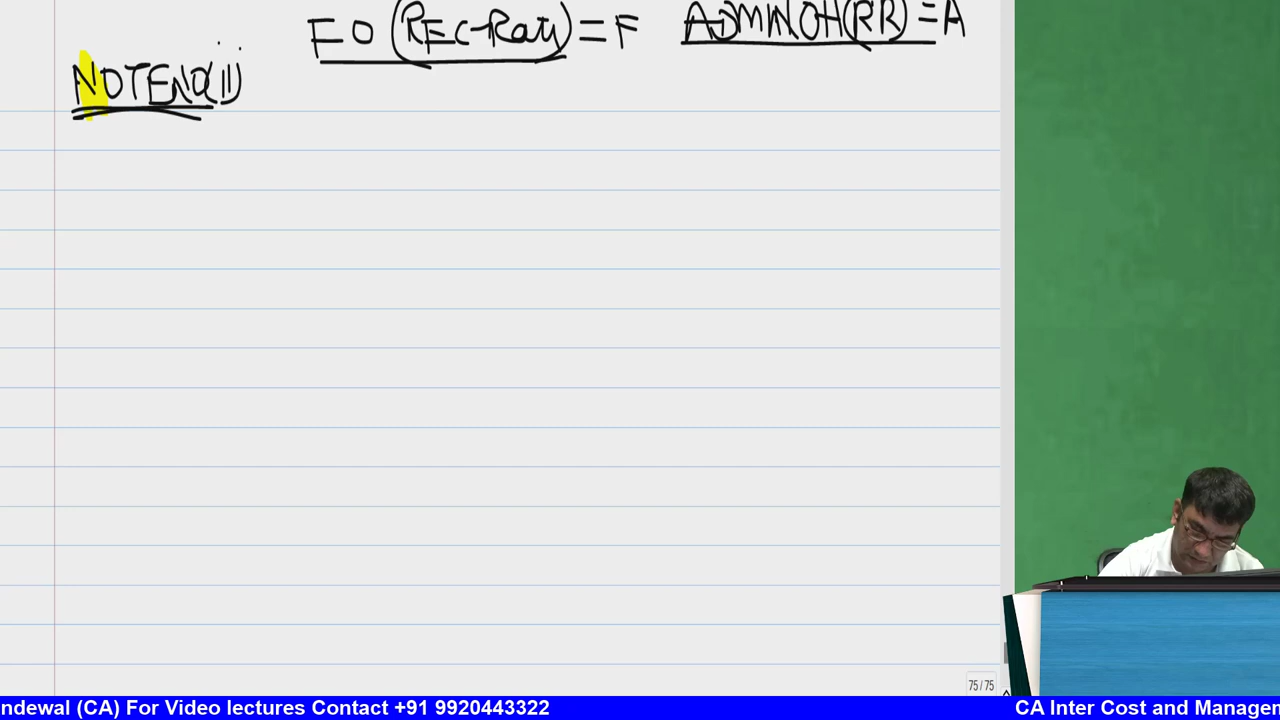 FO (REC-Rate) = F ADMIN OH (RR) = A
NOTE NO (ii)
75 / 75
ndewal (CA) For Video lectures Contact +91 9920443322
CA Inter Cost and Managen